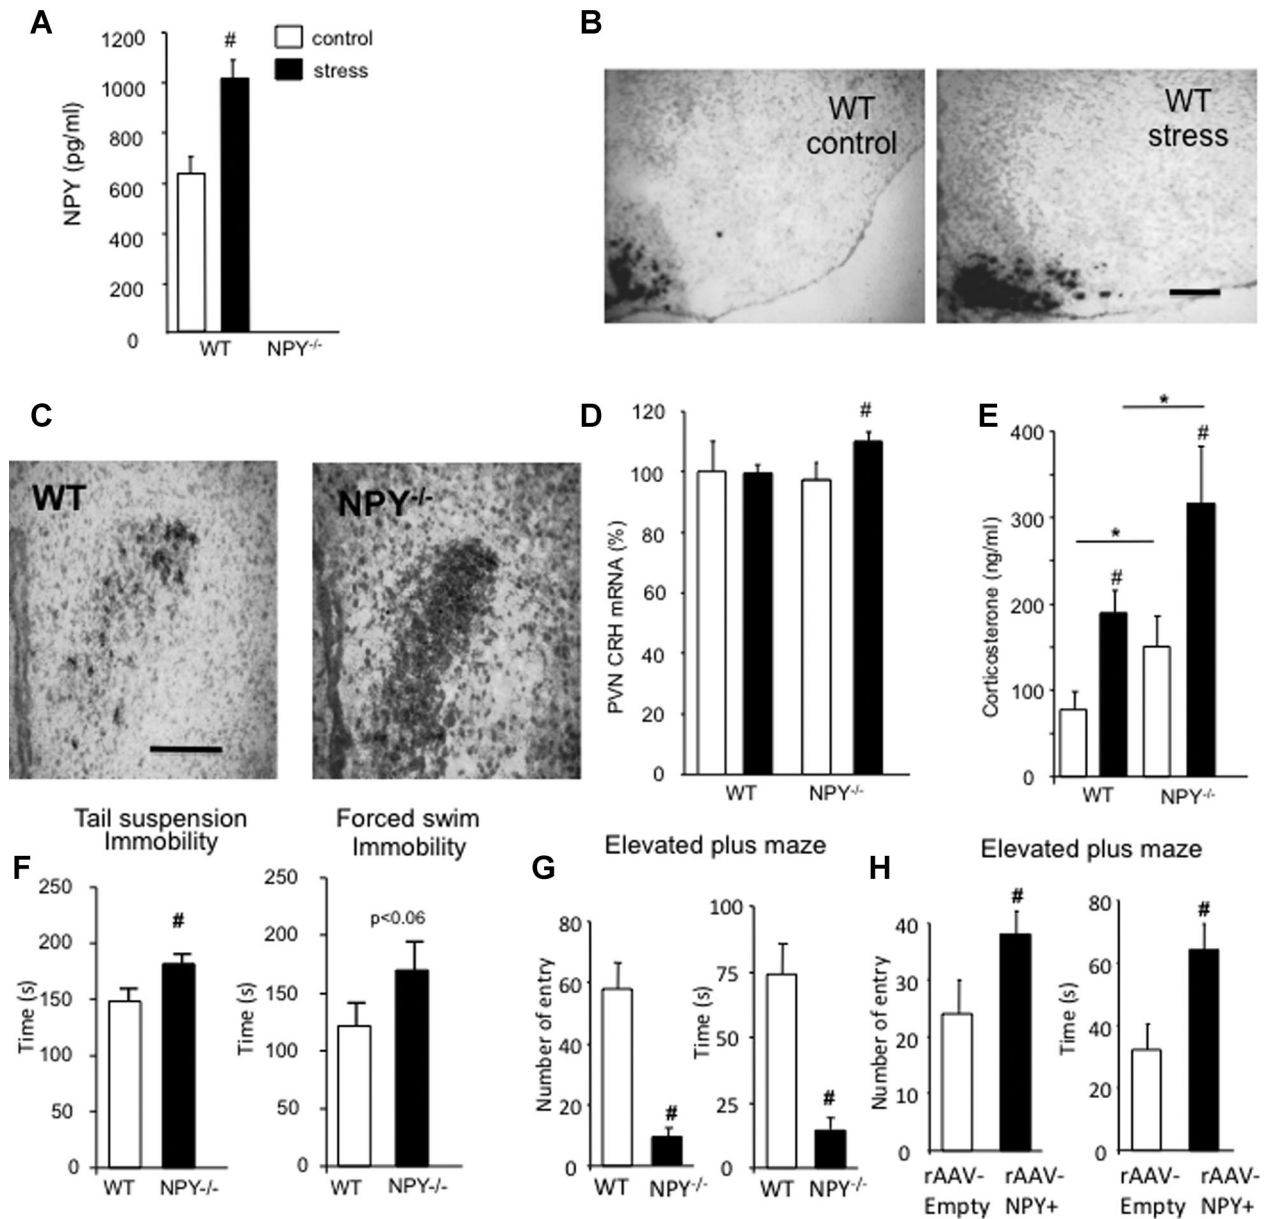 A
1200
1000
800
600
400
200
0
NPY (pg/ml)
#
control
stress
WT
NPY-/-
B
WT
control
WT
stress
C
WT
NPY-/-
D
120
100
80
60
40
20
0
PVN CRH mRNA (%)
#
WT
NPY-/-
E
400
300
200
100
0
Corticosterone (ng/ml)
*
#
*
#
WT
NPY-/-
F
Tail suspension
Immobility
250
200
150
100
50
0
Time (s)
#
WT
NPY-/-
Forced swim
Immobility
250
200
150
100
50
0
Time (s)
p<0.06
WT
NPY-/-
G
Elevated plus maze
80
60
40
20
0
Number of entry
#
WT
NPY-/-
100
75
50
25
0
Time (s)
#
WT
NPY-/-
H
Elevated plus maze
40
30
20
10
0
Number of entry
#
rAAV-
Empty
rAAV-
NPY+
80
60
40
20
0
Time (s)
#
rAAV-
Empty
rAAV-
NPY+